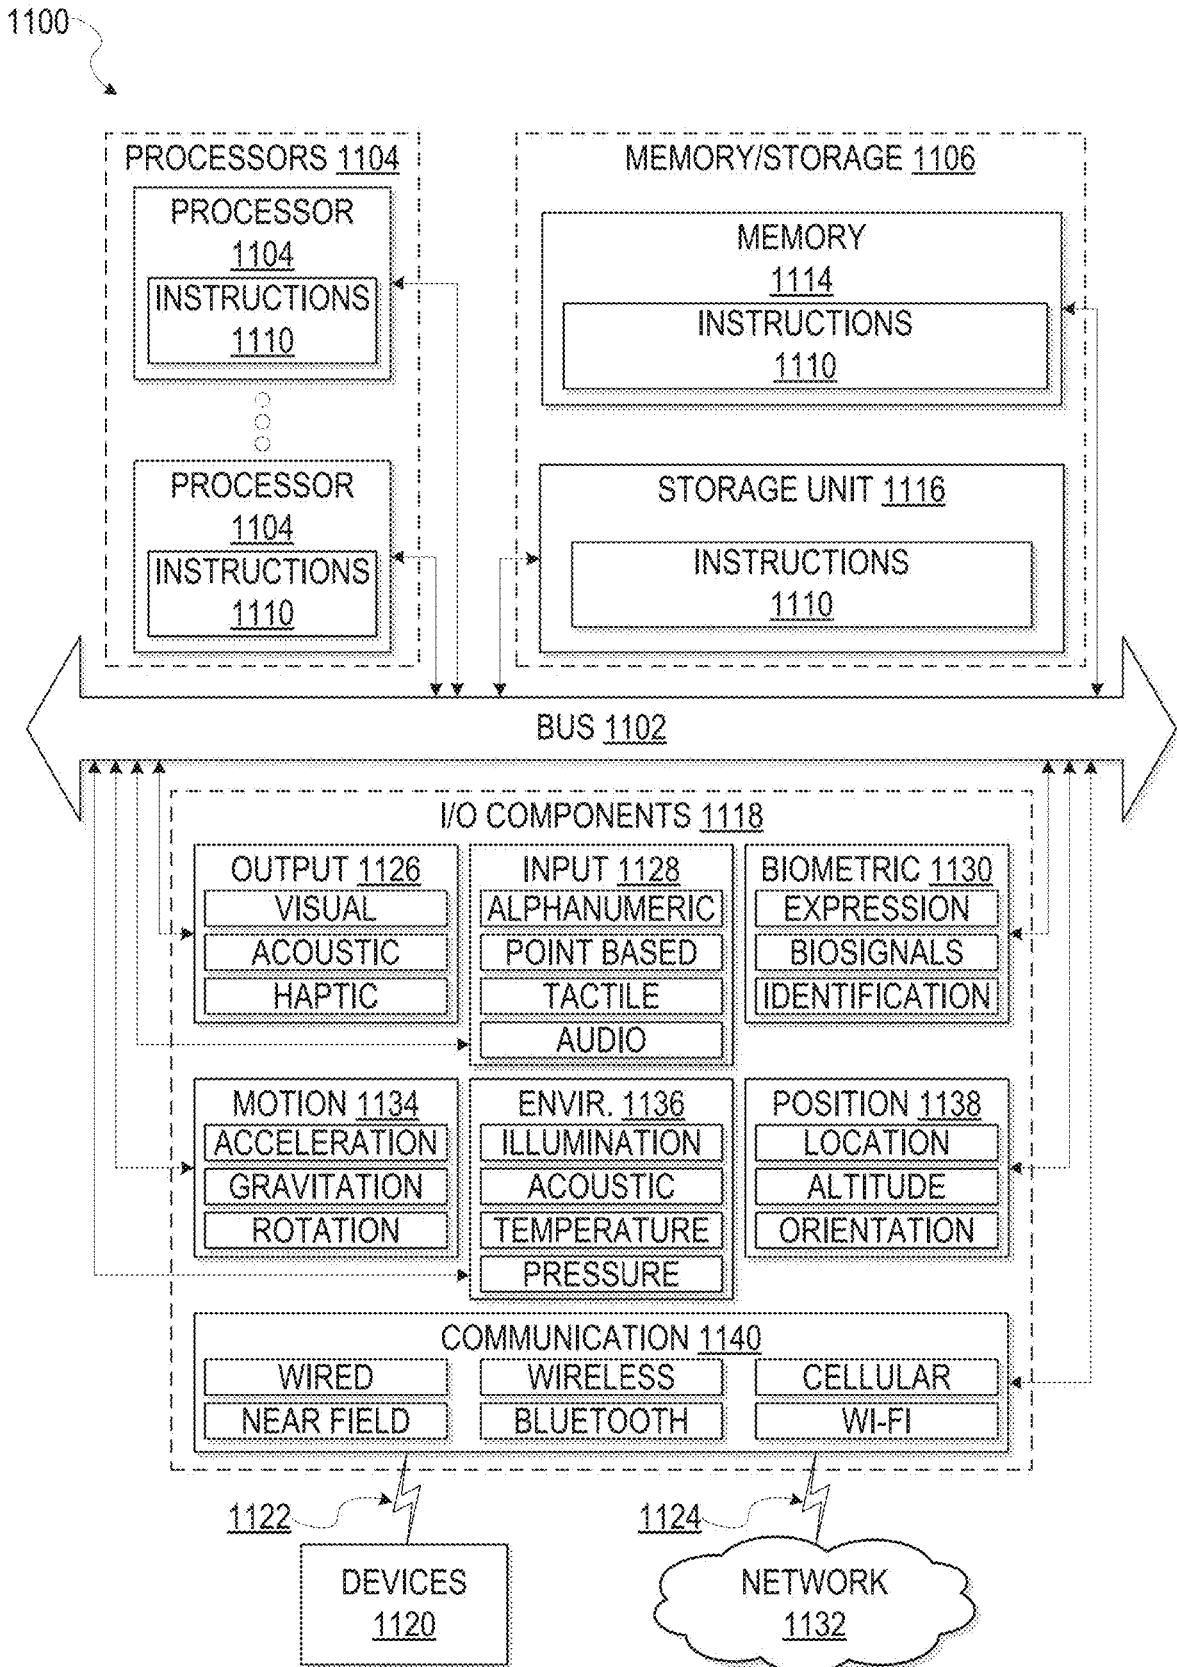 1100
PROCESSORS 1104
PROCESSOR
1104
INSTRUCTIONS
1110
PROCESSOR
1104
INSTRUCTIONS
1110
MEMORY/STORAGE 1106
MEMORY
1114
INSTRUCTIONS
1110
STORAGE UNIT 1116
INSTRUCTIONS
1110
BUS 1102
I/O COMPONENTS 1118
OUTPUT 1126
VISUAL
ACOUSTIC
HAPTIC
INPUT 1128
ALPHANUMERIC
POINT BASED
TACTILE
AUDIO
BIOMETRIC 1130
EXPRESSION
BIOSIGNALS
IDENTIFICATION
MOTION 1134
ACCELERATION
GRAVITATION
ROTATION
ENVIR. 1136
ILLUMINATION
ACOUSTIC
TEMPERATURE
PRESSURE
POSITION 1138
LOCATION
ALTITUDE
ORIENTATION
COMMUNICATION 1140
WIRED
WIRELESS
CELLULAR
NEAR FIELD
BLUETOOTH
WI-FI
1122
1124
DEVICES
1120
NETWORK
1132